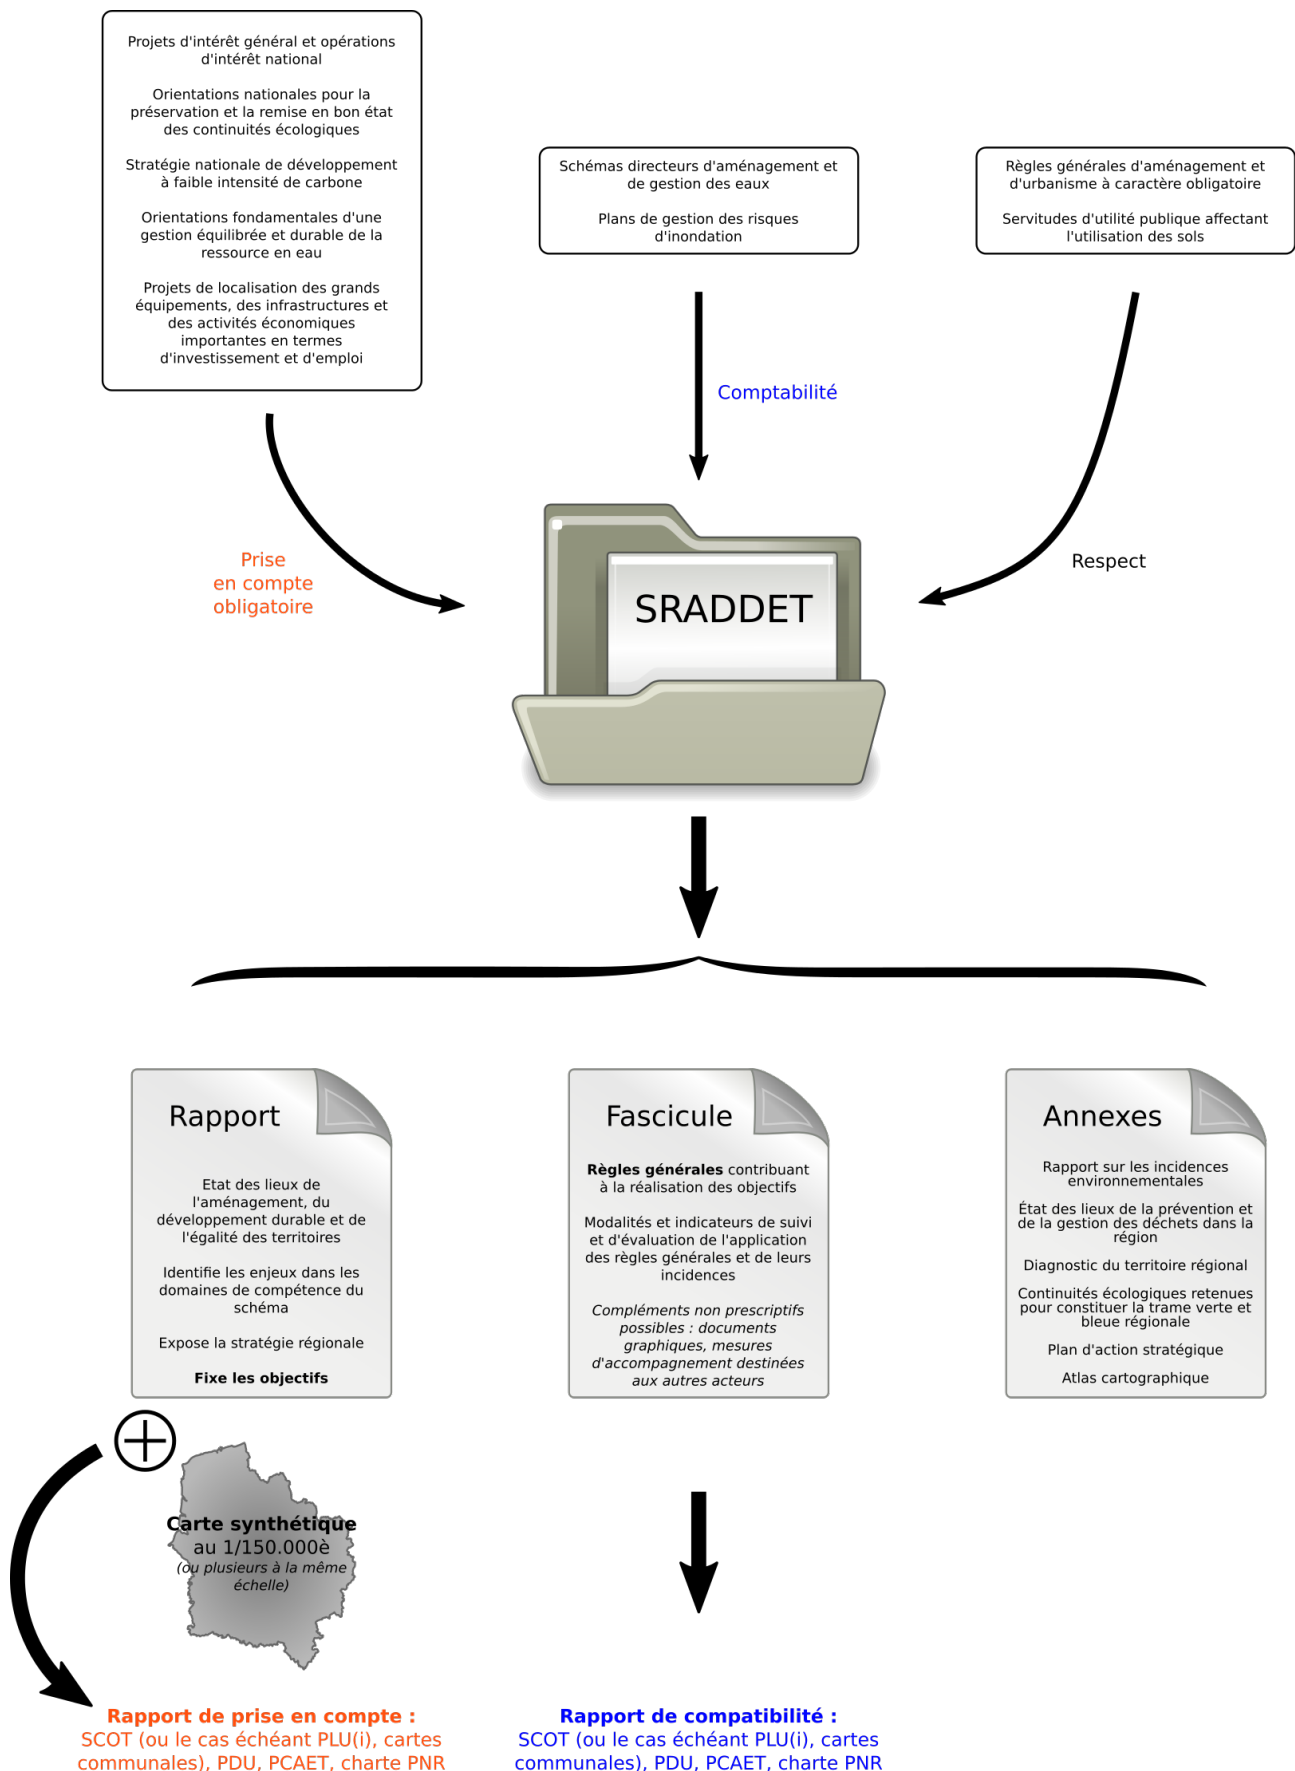 Projets d'intérêt général et opérations
d'intérêt national
Orientations nationales pour la
préservation et la remise en bon état
des continuités écologiques
Stratégie nationale de développement
à faible intensité de carbone
Orientations fondamentales d'une
gestion équilibrée et durable de la
ressource en eau
Projets de localisation des grands
équipements, des infrastructures et
des activités économiques
importantes en termes
d'investissement et d'emploi
Schémas directeurs d'aménagement et
de gestion des eaux
Plans de gestion des risques
d'inondation
Règles générales d'aménagement et
d'urbanisme à caractère obligatoire
Servitudes d'utilité publique affectant
l'utilisation des sols
Comptabilité
Prise
en compte
obligatoire
Respect
SRADDET
Rapport
Etat des lieux de
l'aménagement, du
développement durable et de
l'égalité des territoires
Identifie les enjeux dans les
domaines de compétence du
schéma
Expose la stratégie régionale
Fixe les objectifs
Fascicule
Règles générales contribuant
à la réalisation des objectifs
Modalités et indicateurs de suivi
et d'évaluation de l'application
des règles générales et de leurs
incidences
Compléments non prescriptifs
possibles : documents
graphiques, mesures
d'accompagnement destinées
aux autres acteurs
Annexes
Rapport sur les incidences
environnementales
État des lieux de la prévention et
de la gestion des déchets dans la
région
Diagnostic du territoire régional
Continuités écologiques retenues
pour constituer la trame verte et
bleue régionale
Plan d'action stratégique
Atlas cartographique
Carte synthétique
au 1/150.000è
(ou plusieurs à la même
échelle)
Rapport de prise en compte :
SCOT (ou le cas échéant PLU(i), cartes
communales), PDU, PCAET, charte PNR
Rapport de compatibilité :
SCOT (ou le cas échéant PLU(i), cartes
communales), PDU, PCAET, charte PNR